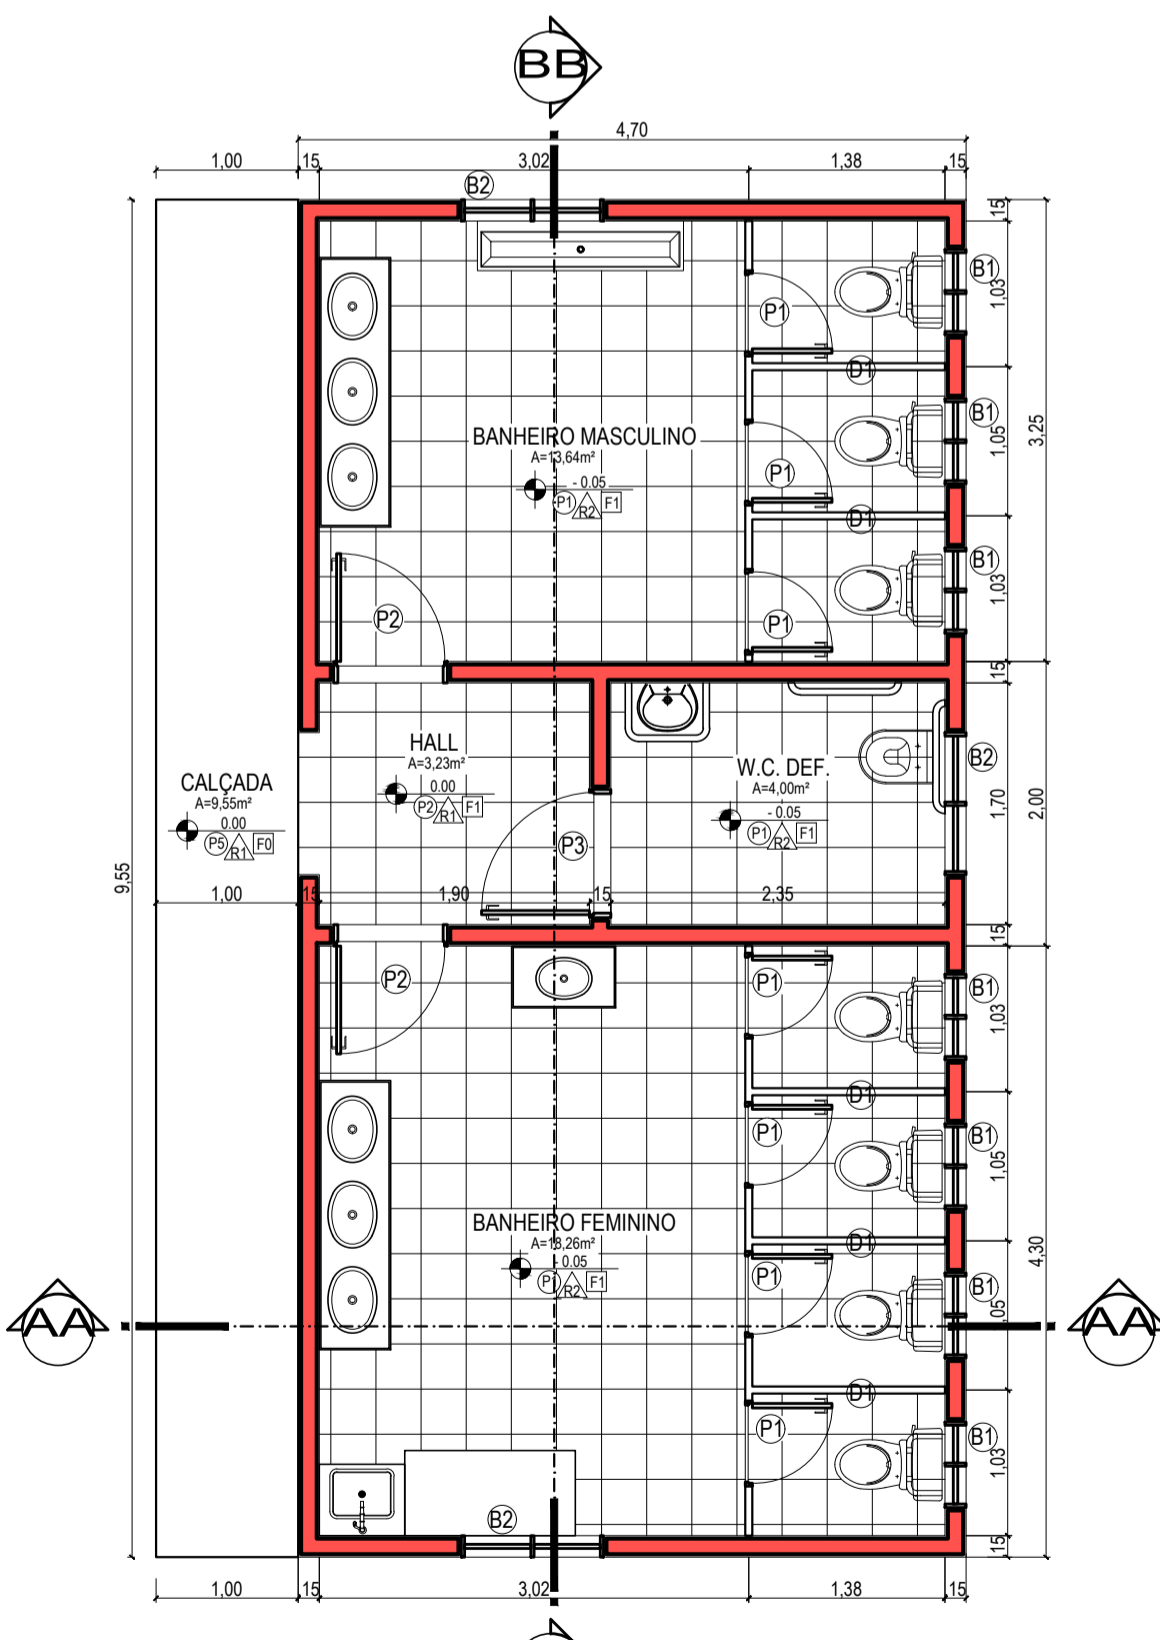 BB
4,70
1,00 15 3,02 1,38 15
B2
15
B1
1,03
P1
D1
B1
1,05
3,25
BANHEIRO MASCULINO
A=13,64m²
- 0.05
P1 R2 F1
P1
D1
B1
1,03
P2
P1
15
HALL
A=3,23m²
0.00
P2 R1 F1
W.C. DEF.
A=4,00m²
- 0.05
P1 R2 F1
B2
1,70
2,00
CALÇADA
A=9,55m²
0.00
P5 R1 F0
P3
9,55
1,00 15 1,90 15 2,35
15
P2
P1
B1
1,03
D1
P1
B1
1,05
BANHEIRO FEMININO
A=18,26m²
- 0.05
P1 R2 F1
D1
P1
B1
1,05
4,30
AA
AA
D1
P1
B1
1,03
B2
15
1,00 15 3,02 1,38 15